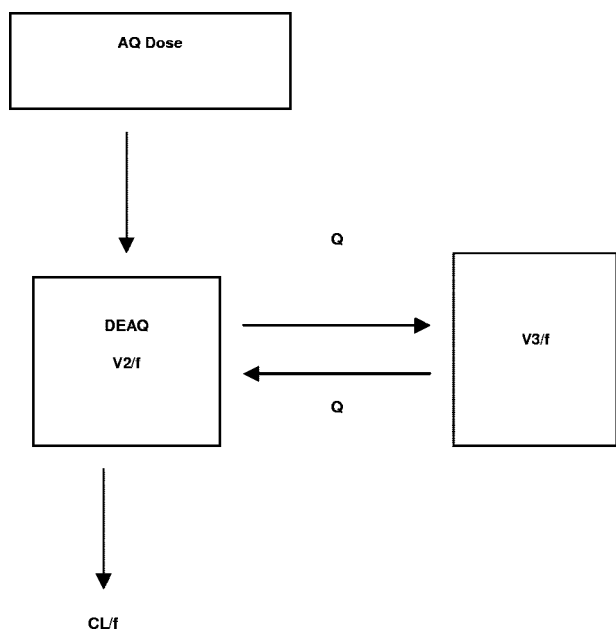 AQ Dose
Q
DEAQ
V2/f
V3/f
Q
CL/f